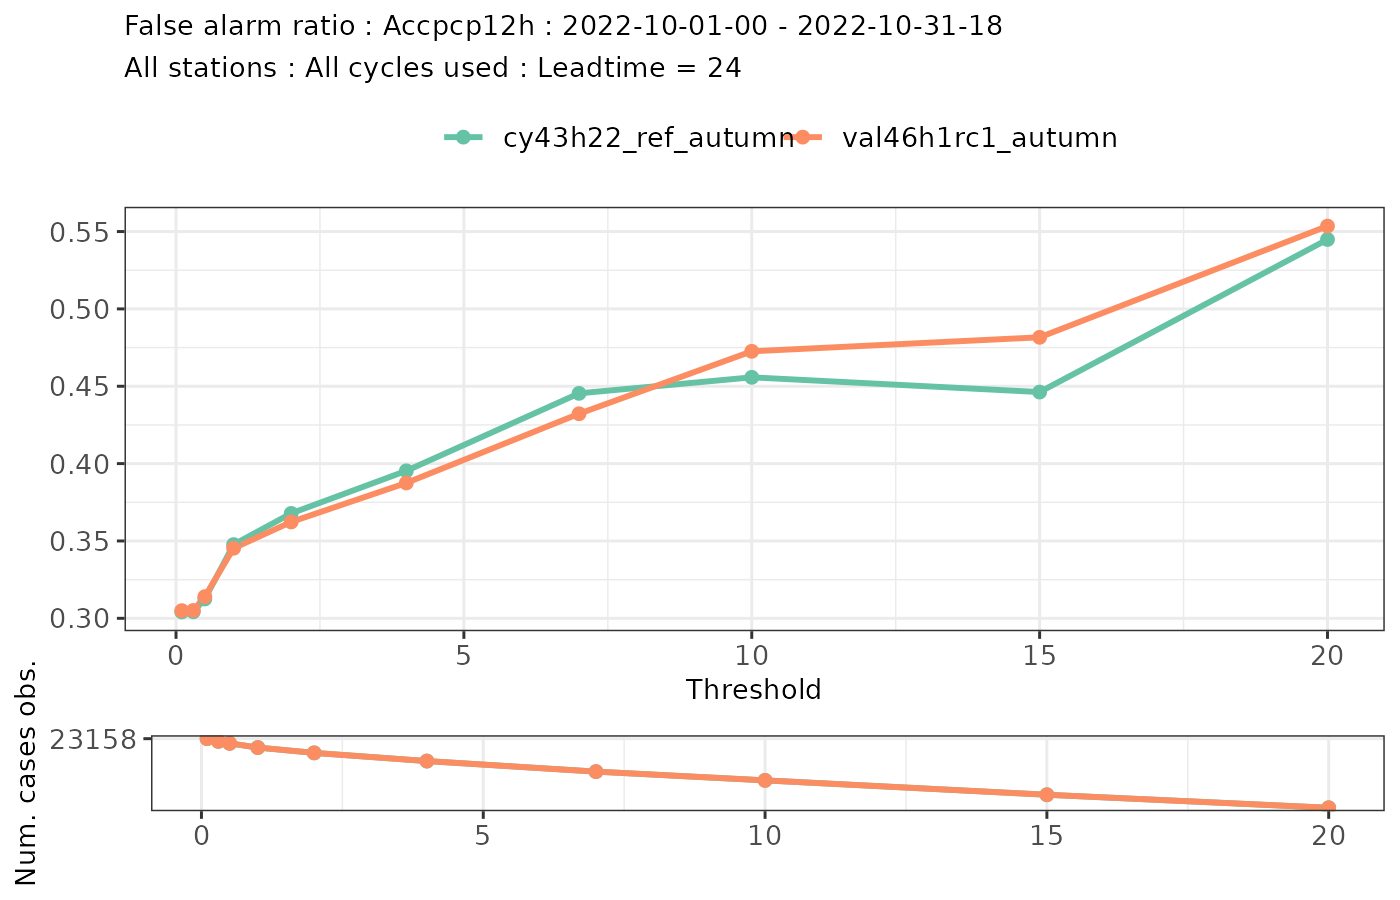 False alarm ratio : Accpcp12h : 2022-10-01-00 - 2022-10-31-18
All stations : All cycles used : Leadtime = 24
cy43h22_ref_autumn val46h1rc1_autumn
0.55
0.50
0.45
0.40
0.35
0.30
0 5 10 15 20
Threshold
Num. cases obs.
23158
0 5 10 15 20